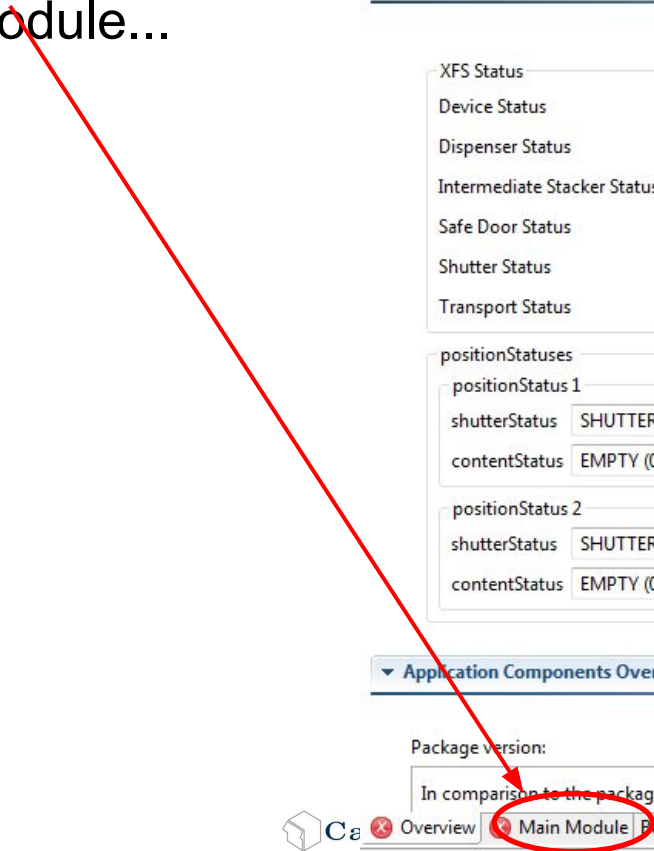 odule...
XFS Status
Device Status
Dispenser Status
Intermediate Stacker Status
Safe Door Status
Shutter Status
Transport Status
positionStatuses
positionStatus 1
shutterStatus SHUTTER
contentStatus EMPTY (0
positionStatus 2
shutterStatus SHUTTER
contentStatus EMPTY (0
Application Components Over
Package version:
In comparison to the packag
Ca Overview Main Module